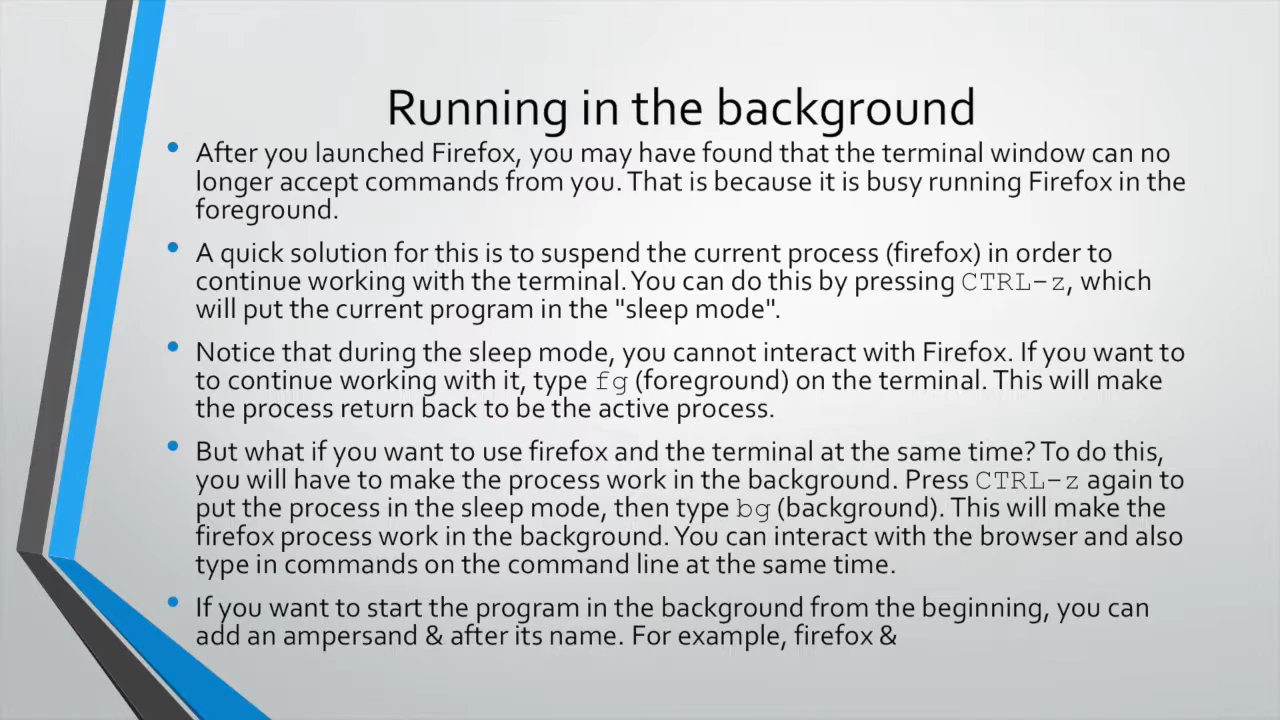 Running in the background
• After you launched Firefox, you may have found that the terminal window can no
longer accept commands from you. That is because it is busy running Firefox in the
foreground.
• A quick solution for this is to suspend the current process (firefox) in order to
continue working with the terminal. You can do this by pressing CTRL-z, which
will put the current program in the "sleep mode".
• Notice that during the sleep mode, you cannot interact with Firefox. If you want to
to continue working with it, type fg (foreground) on the terminal. This will make
the process return back to be the active process.
• But what if you want to use firefox and the terminal at the same time? To do this,
you will have to make the process work in the background. Press CTRL-z again to
put the process in the sleep mode, then type bg (background). This will make the
firefox process work in the background. You can interact with the browser and also
type in commands on the command line at the same time.
• If you want to start the program in the background from the beginning, you can
add an ampersand & after its name. For example, firefox &